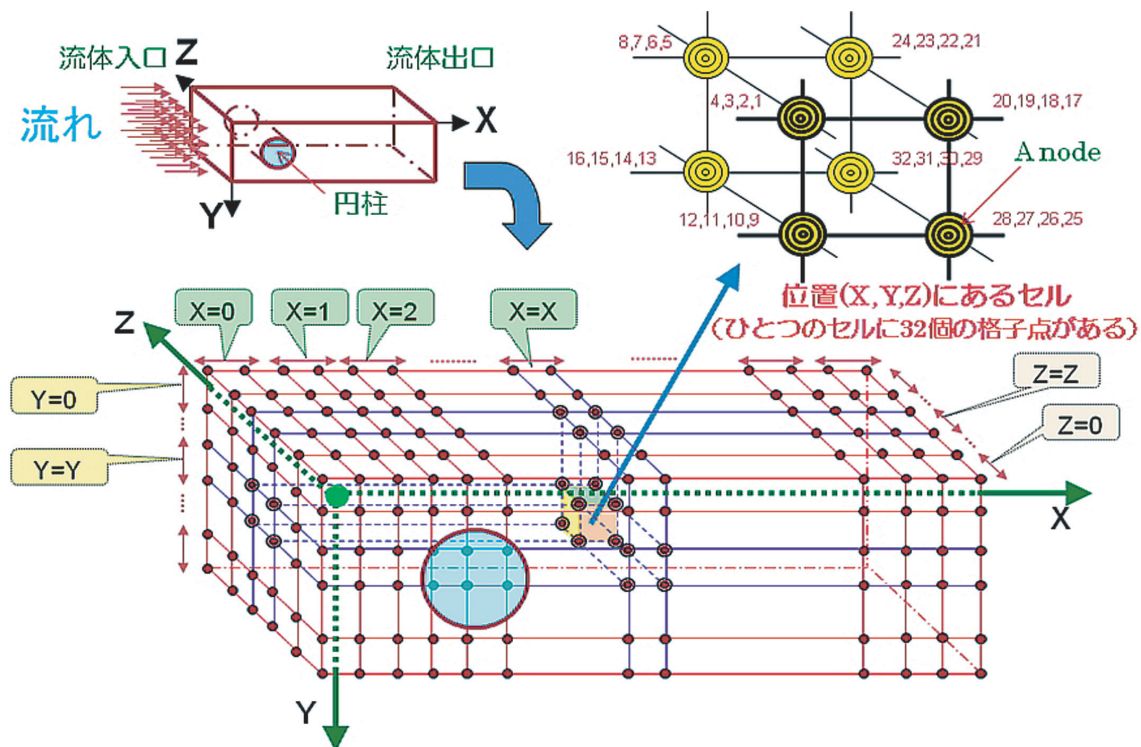 Z
流体入口
流体出口
流れ
X
円柱
Y
8,7,6,5
24,23,22,21
4,3,2,1
20,19,18,17
16,15,14,13
32,31,30,29
A node
12,11,10,9
28,27,26,25
位置(X,Y,Z)にあるセル
(ひとつのセルに32個の格子点がある)
X=0
X=1
X=2
X=X
Z
Y=0
Z=Z
Z=0
Y=Y
X
Y